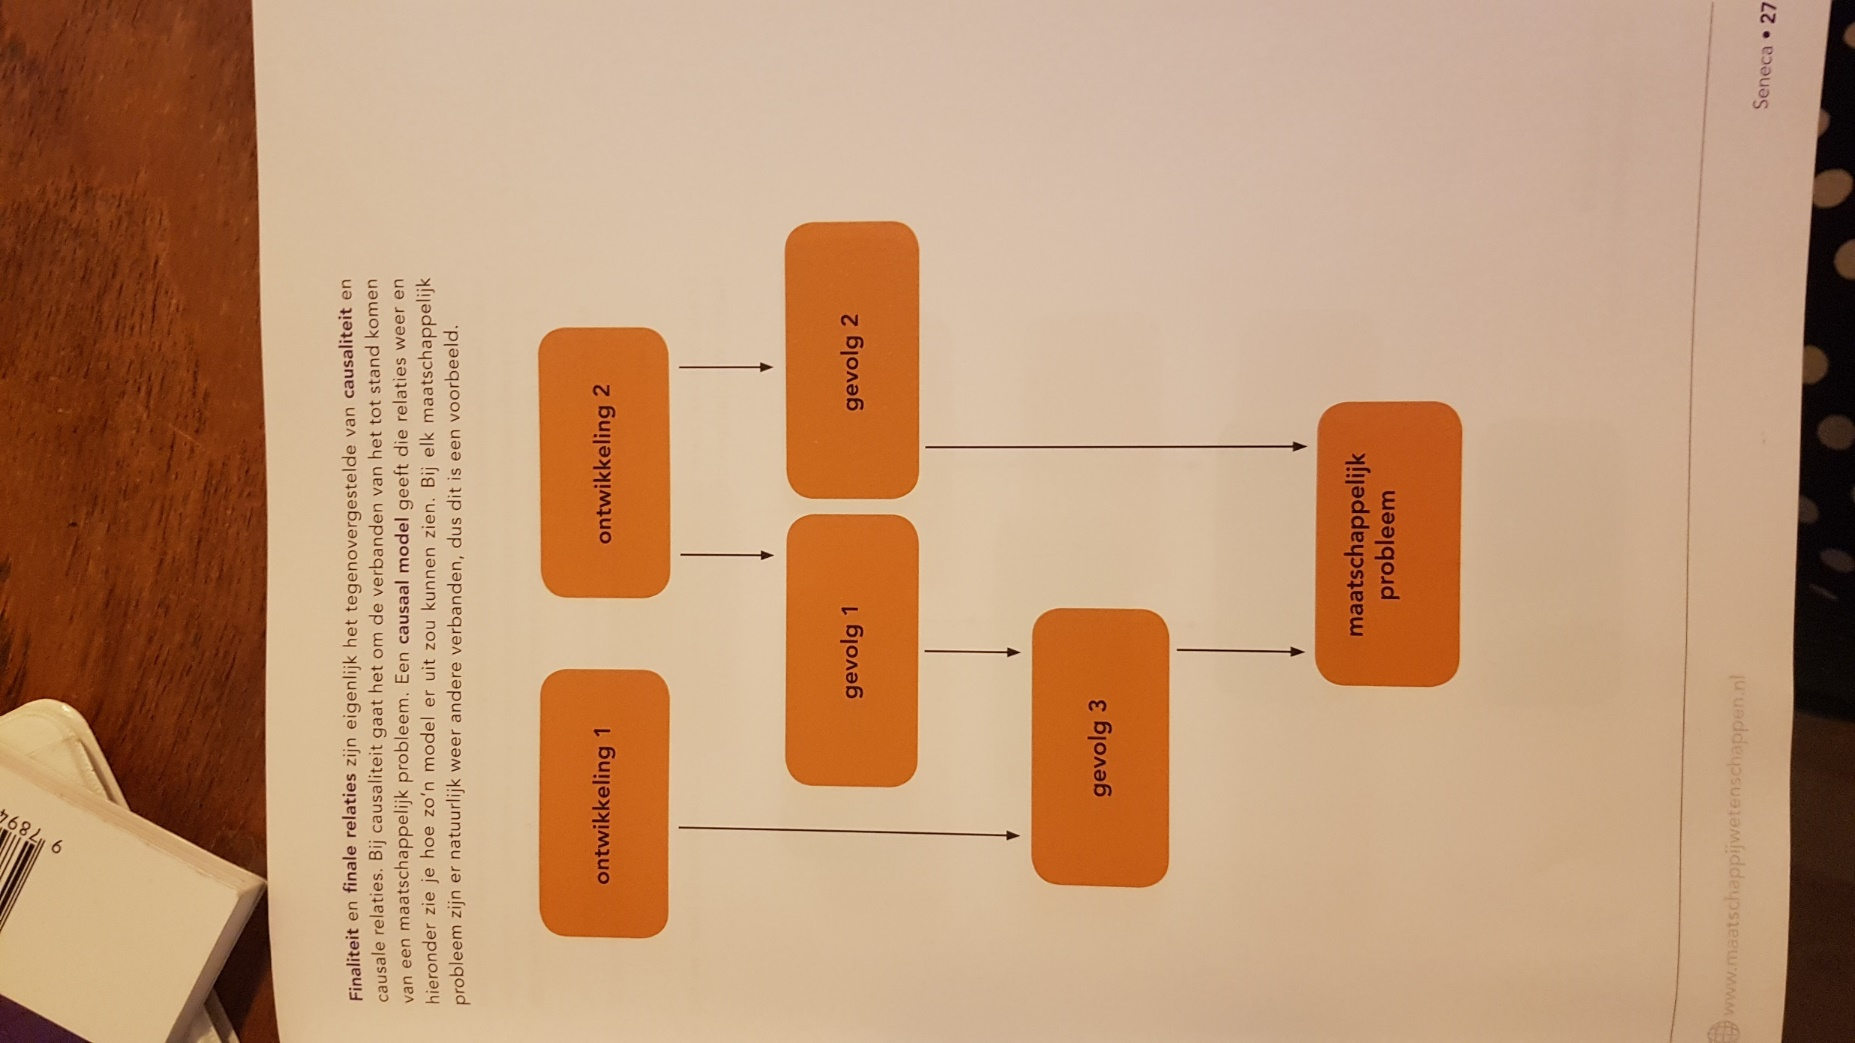 Finaliteit en finale relaties zijn eigenlijk het tegenovergestelde van causaliteit en
causale relaties. Bij causaliteit gaat het om de verbanden van het tot stand komen
van een maatschappelijk probleem. Een causaal model geeft die relaties weer en
hieronder zie je hoe zo'n model er uit zou kunnen zien. Bij elk maatschappelijk
probleem zijn er natuurlijk weer andere verbanden, dus dit is een voorbeeld.
ontwikkeling 1
ontwikkeling 2
gevolg 1
gevolg 2
gevolg 3
maatschappelijk
probleem
www.maatschappijwetenschappen.nl
Seneca • 27